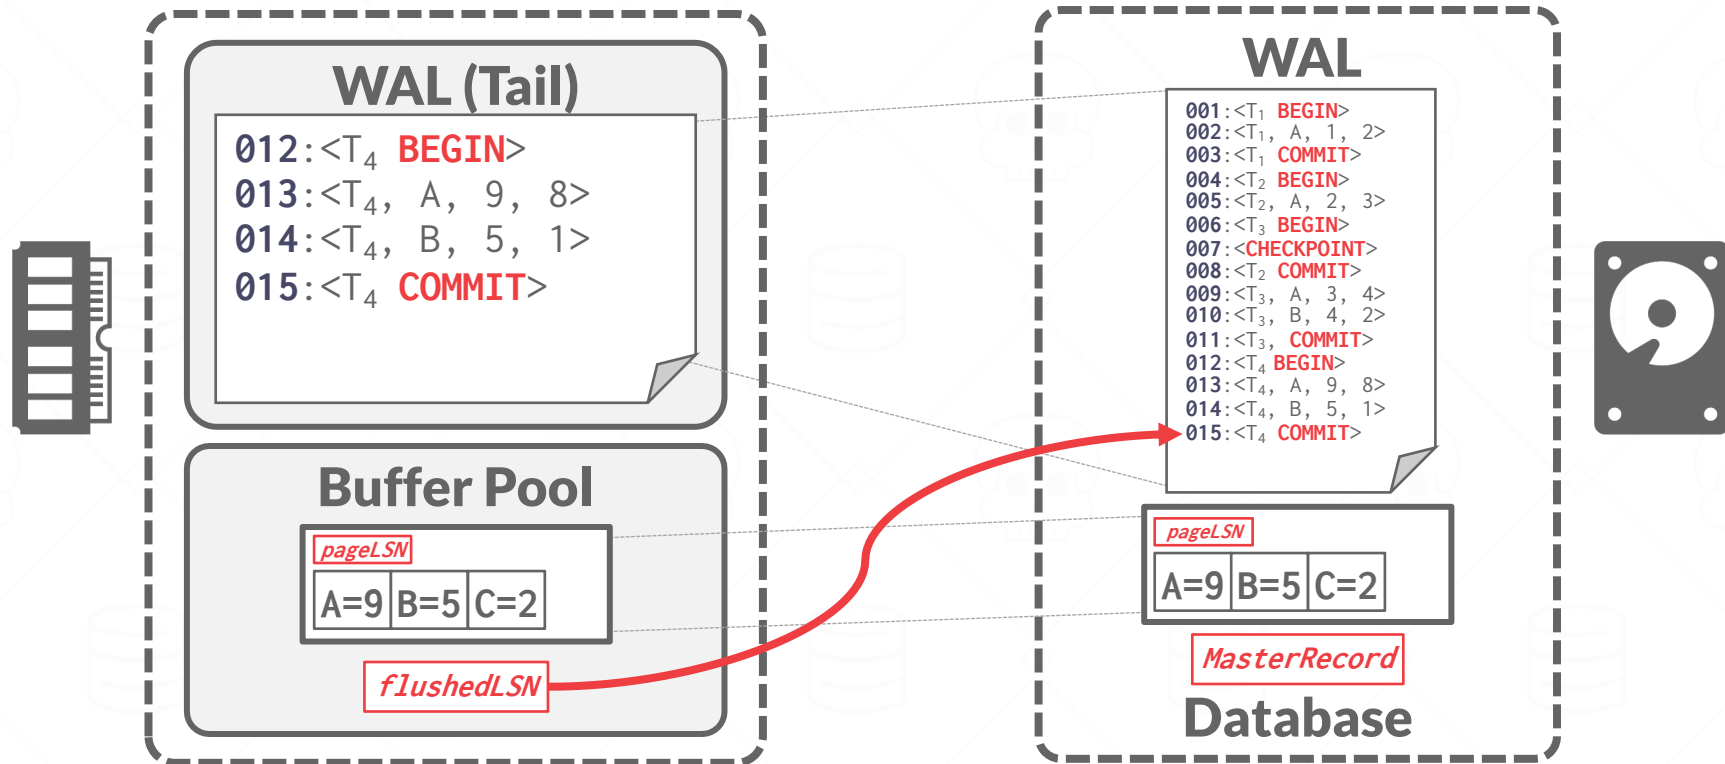 WAL (Tail)
012:<T₄ BEGIN>
013:<T₄, A, 9, 8>
014:<T₄, B, 5, 1>
015:<T₄ COMMIT>
Buffer Pool
pageLSN
A=9 B=5 C=2
flushedLSN
WAL
001:<T₁ BEGIN>
002:<T₁, A, 1, 2>
003:<T₁ COMMIT>
004:<T₂ BEGIN>
005:<T₂, A, 2, 3>
006:<T₃ BEGIN>
007:<CHECKPOINT>
008:<T₂ COMMIT>
009:<T₃, A, 3, 4>
010:<T₃, B, 4, 2>
011:<T₃, COMMIT>
012:<T₄ BEGIN>
013:<T₄, A, 9, 8>
014:<T₄, B, 5, 1>
015:<T₄ COMMIT>
pageLSN
A=9 B=5 C=2
MasterRecord
Database